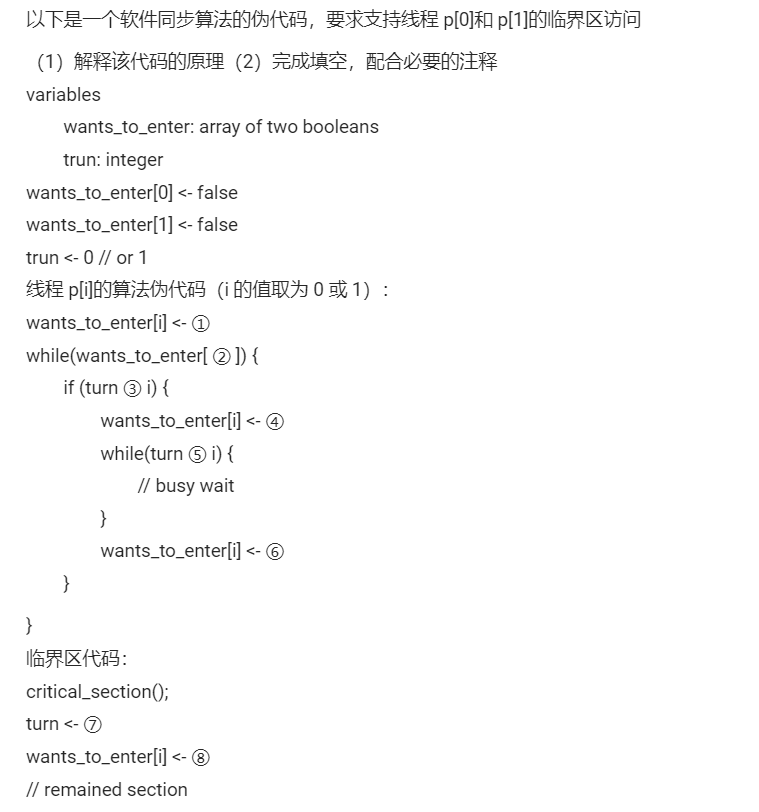 以下是一个软件同步算法的伪代码，要求支持线程 p[0]和 p[1]的临界区访问
（1）解释该代码的原理（2）完成填空，配合必要的注释
variables
wants_to_enter: array of two booleans
trun: integer
wants_to_enter[0] <- false
wants_to_enter[1] <- false
trun <- 0 // or 1
线程 p[i]的算法伪代码（i 的值取为 0 或 1）:
wants_to_enter[i] <- ①
while(wants_to_enter[ ② ]) {
if (turn ③ i) {
wants_to_enter[i] <- ④
while(turn ⑤ i) {
// busy wait
}
wants_to_enter[i] <- ⑥
}
}
临界区代码:
critical_section();
turn <- ⑦
wants_to_enter[i] <- ⑧
// remained section